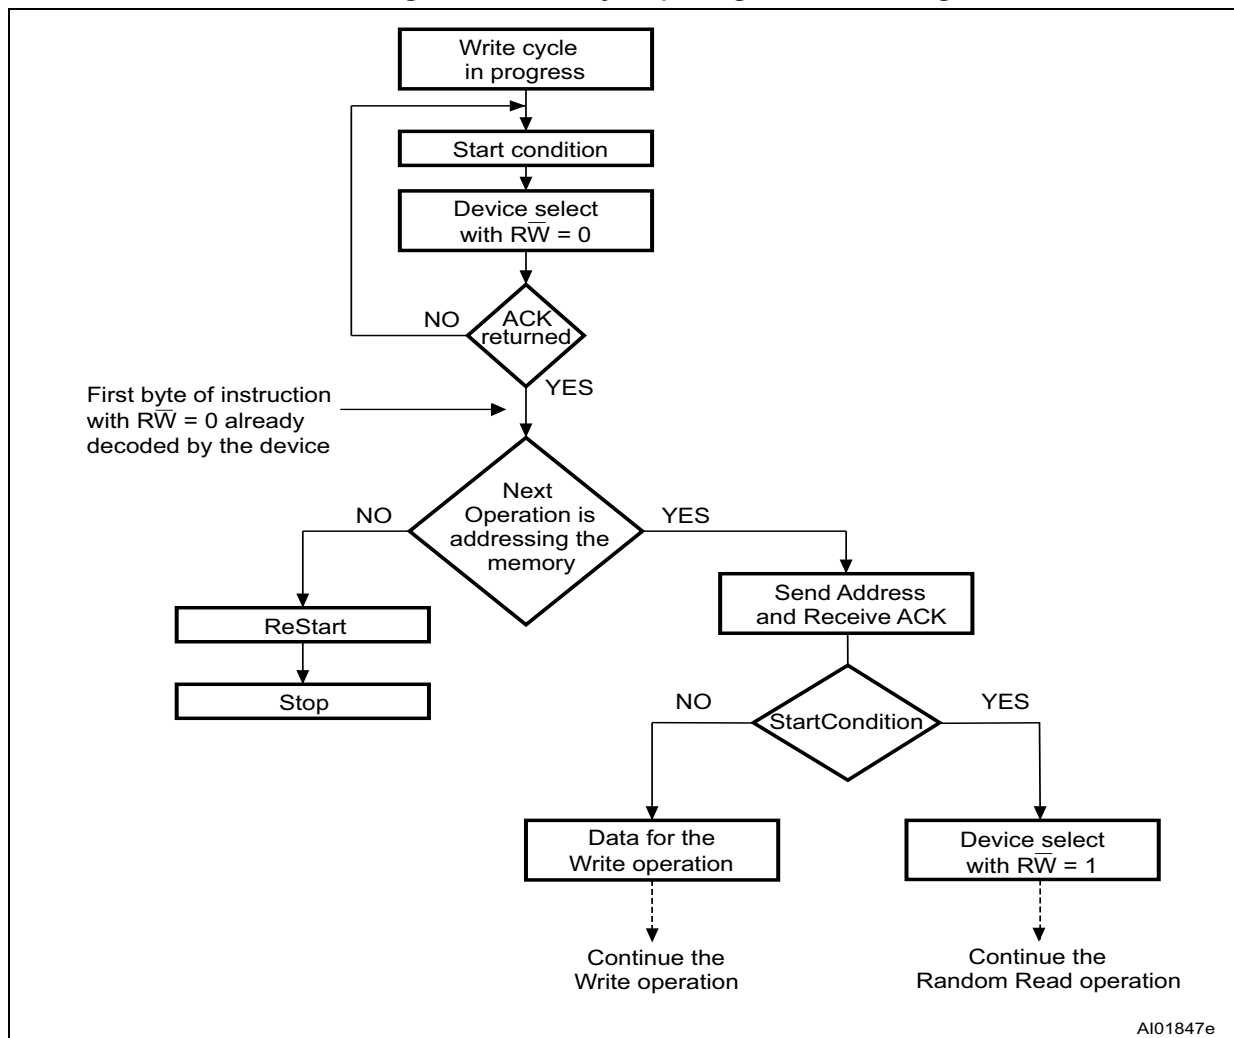 Write cycle
in progress
Start condition
Device select
with RW̅ = 0
ACK
returned
NO
YES
First byte of instruction
with RW̅ = 0 already
decoded by the device
Next
Operation is
addressing the
memory
NO
YES
ReStart
Stop
Send Address
and Receive ACK
StartCondition
NO
YES
Data for the
Write operation
Device select
with RW̅ = 1
Continue the
Write operation
Continue the
Random Read operation
AI01847e